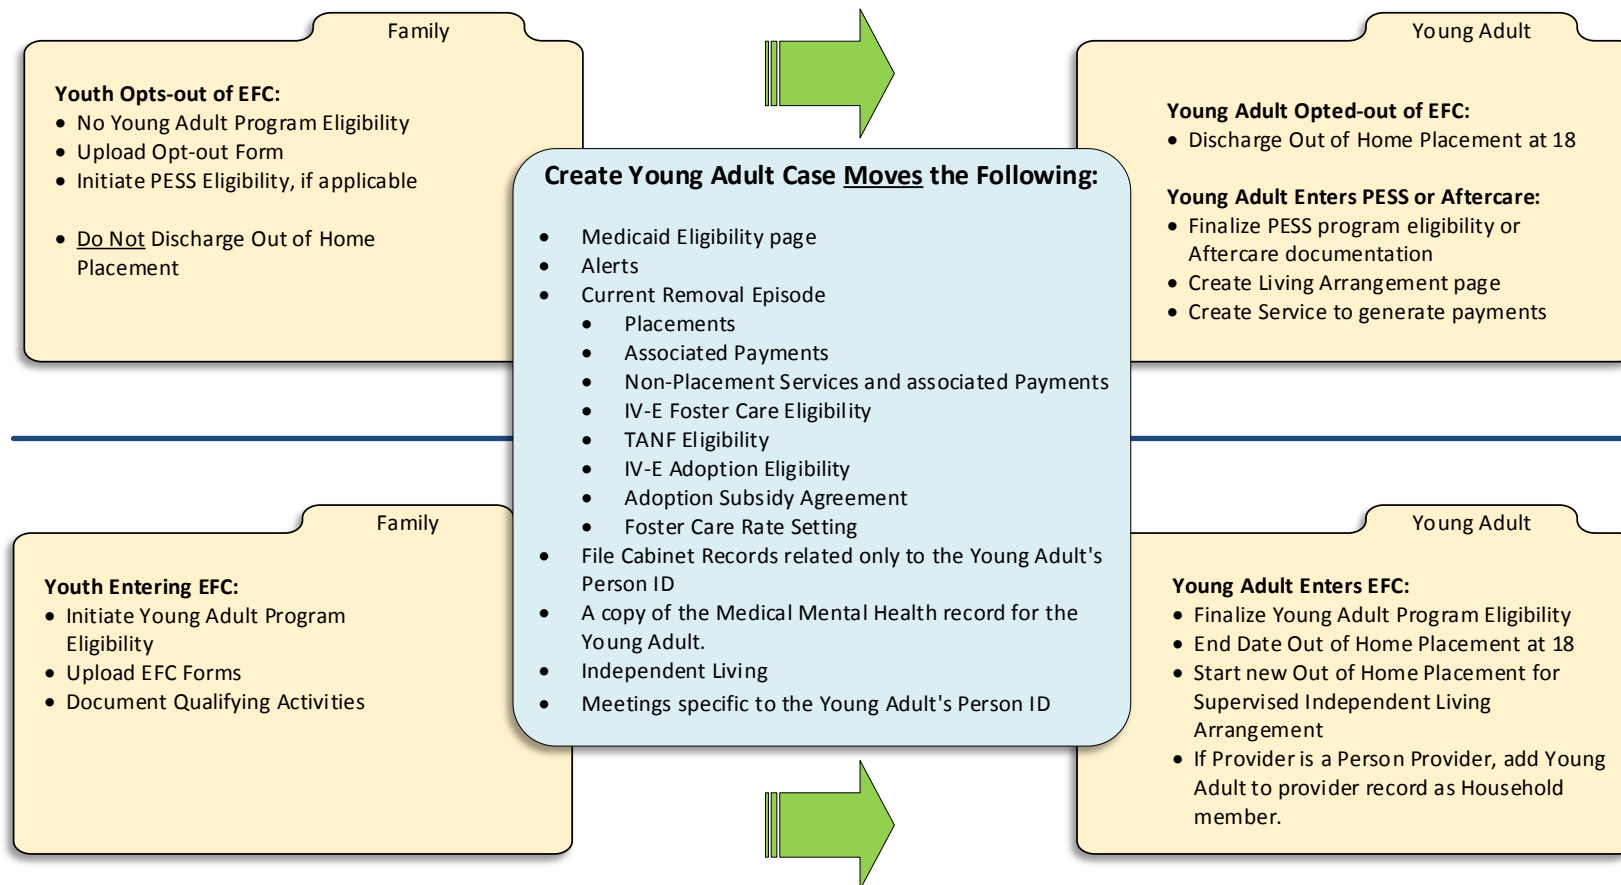 Family
Youth Opts-out of EFC:
• No Young Adult Program Eligibility
• Upload Opt-out Form
• Initiate PESS Eligibility, if applicable
• Do Not Discharge Out of Home
Placement
Young Adult
Young Adult Opted-out of EFC:
• Discharge Out of Home Placement at 18
Young Adult Enters PESS or Aftercare:
• Finalize PESS program eligibility or
Aftercare documentation
• Create Living Arrangement page
• Create Service to generate payments
Create Young Adult Case Moves the Following:
• Medicaid Eligibility page
• Alerts
• Current Removal Episode
• Placements
• Associated Payments
• Non-Placement Services and associated Payments
• IV-E Foster Care Eligibility
• TANF Eligibility
• IV-E Adoption Eligibility
• Adoption Subsidy Agreement
• Foster Care Rate Setting
• File Cabinet Records related only to the Young Adult's
Person ID
• A copy of the Medical Mental Health record for the
Young Adult.
• Independent Living
• Meetings specific to the Young Adult's Person ID
Family
Youth Entering EFC:
• Initiate Young Adult Program
Eligibility
• Upload EFC Forms
• Document Qualifying Activities
Young Adult
Young Adult Enters EFC:
• Finalize Young Adult Program Eligibility
• End Date Out of Home Placement at 18
• Start new Out of Home Placement for
Supervised Independent Living
Arrangement
• If Provider is a Person Provider, add Young
Adult to provider record as Household
member.